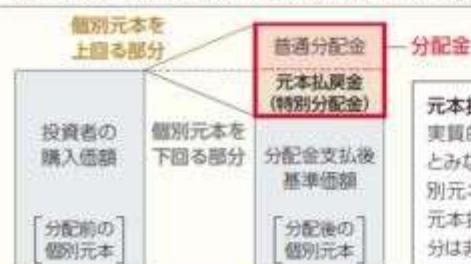 個別元本を
上回る部分
普通分配金
分配金
元本払戻金
(特別分配金)
投資者の
購入価額
個別元本を
下回る部分
分配金支払後
基準価額
分配前の
個別元本
分配後の
個別元本
元本払
実質的
とみな
別元本
元本払
分は非